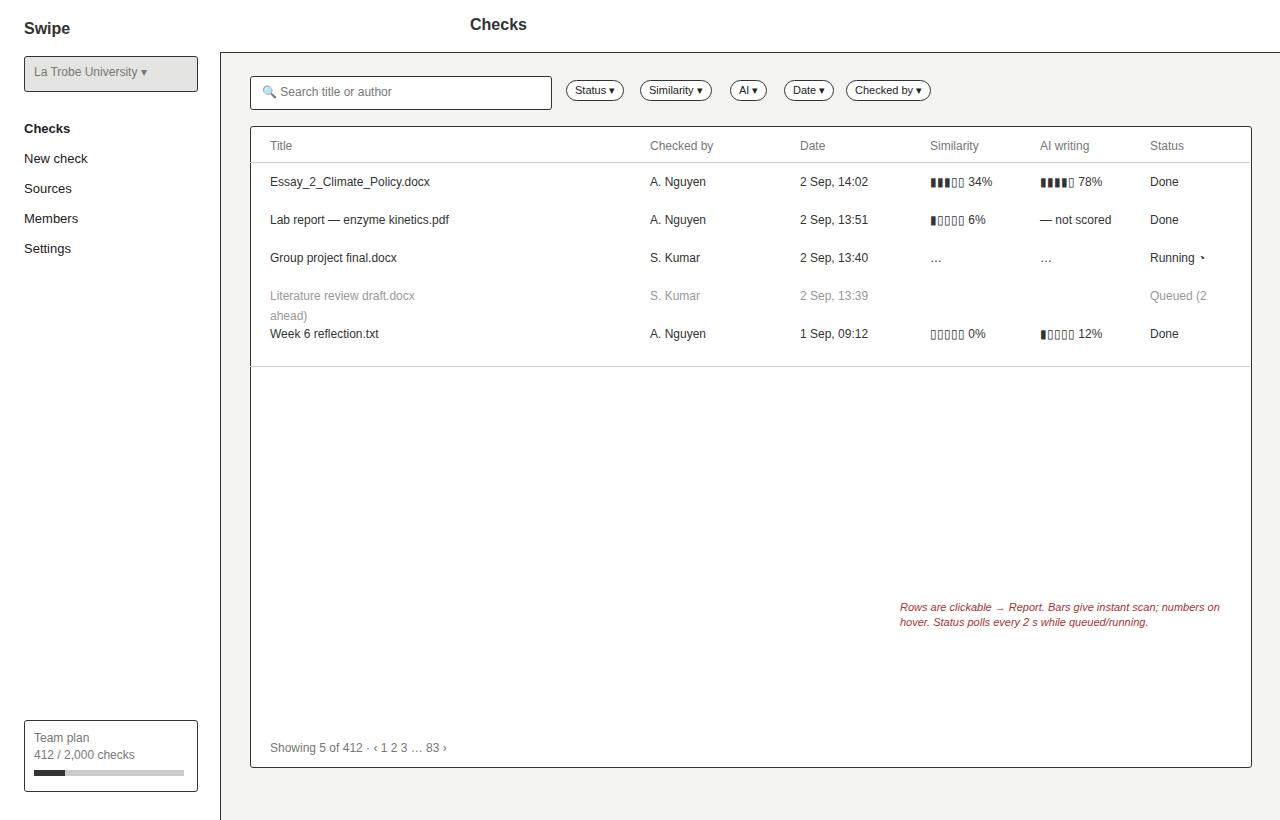 Swipe
Checks
La Trobe University ▾
Checks
New check
Sources
Members
Settings
Team plan
412 / 2,000 checks
🔍 Search title or author
Status ▾
Similarity ▾
AI ▾
Date ▾
Checked by ▾
Title Checked by Date Similarity AI writing Status
Essay_2_Climate_Policy.docx A. Nguyen 2 Sep, 14:02 ▮▮▮▯▯ 34% ▮▮▮▮▯ 78% Done
Lab report — enzyme kinetics.pdf A. Nguyen 2 Sep, 13:51 ▮▯▯▯▯ 6% — not scored Done
Group project final.docx S. Kumar 2 Sep, 13:40 … … Running ◔
Literature review draft.docx S. Kumar 2 Sep, 13:39 Queued (2
ahead)
Week 6 reflection.txt A. Nguyen 1 Sep, 09:12 ▯▯▯▯▯ 0% ▮▯▯▯▯ 12% Done
Rows are clickable → Report. Bars give instant scan; numbers on
hover. Status polls every 2 s while queued/running.
Showing 5 of 412 · ‹ 1 2 3 … 83 ›